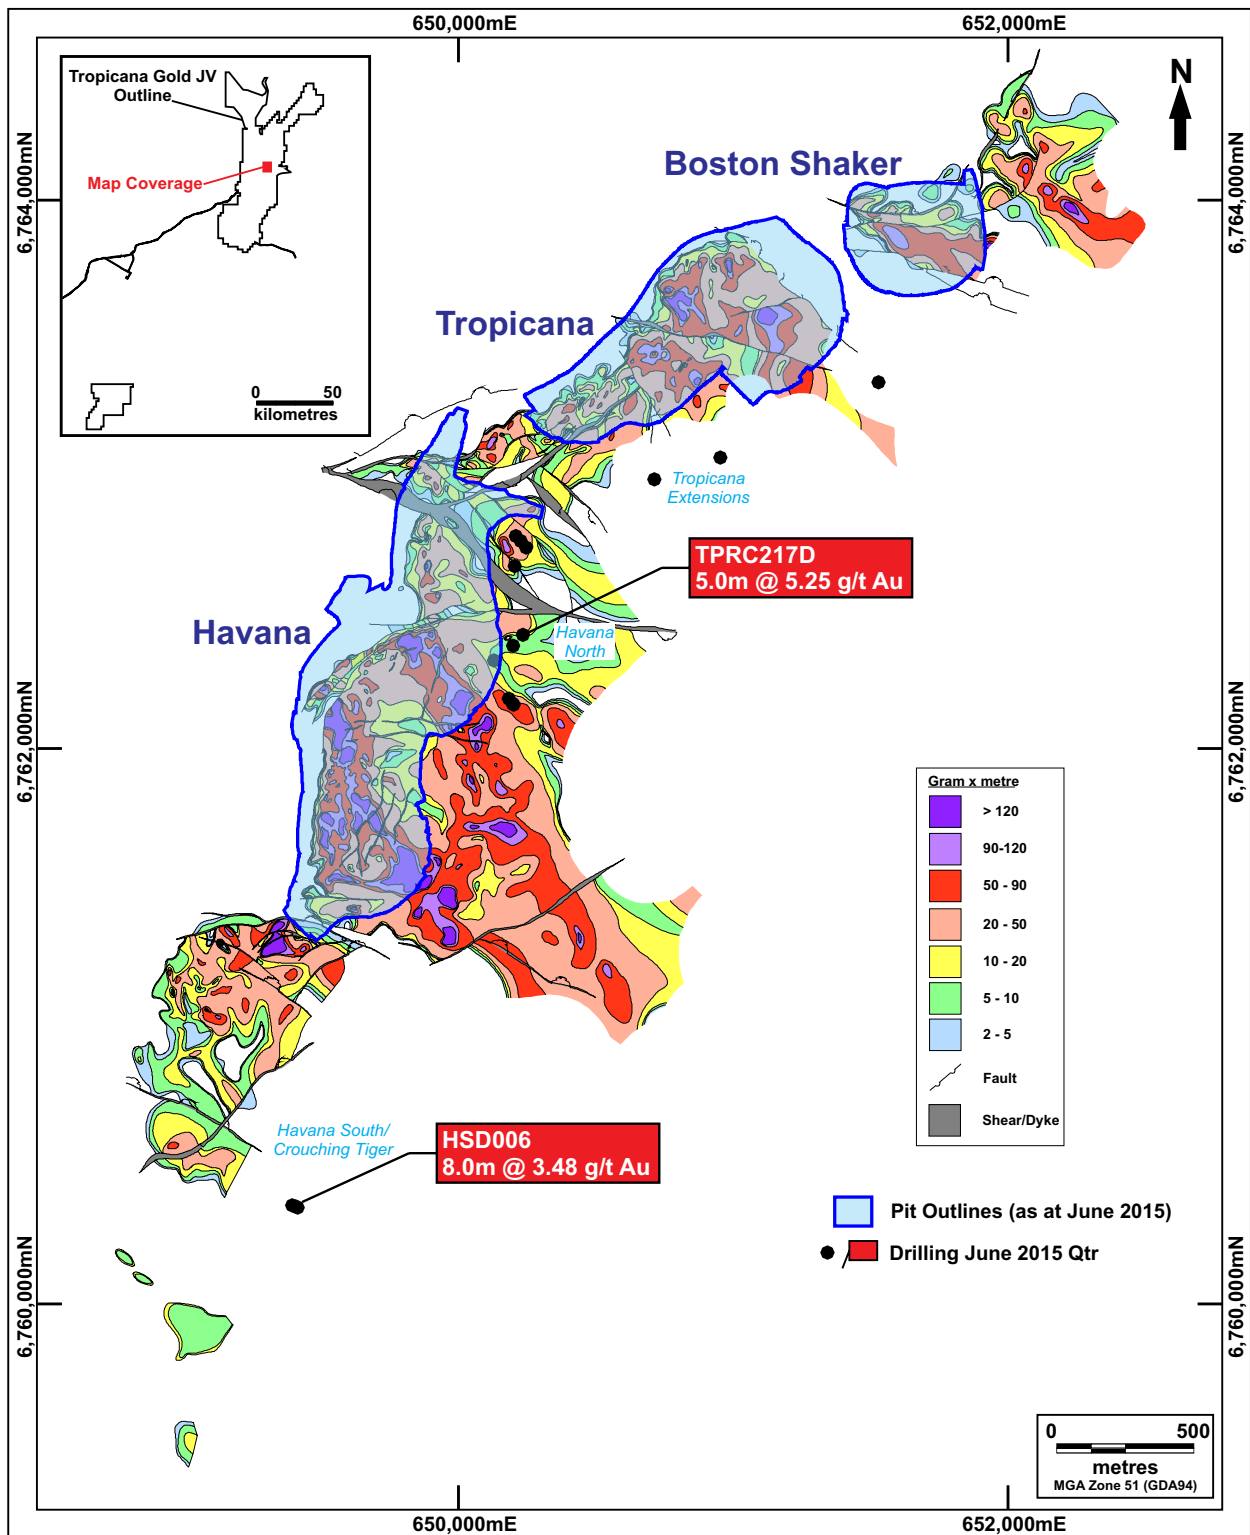 650,000mE
652,000mE
Tropicana Gold JV
Outline
Map Coverage
0
50
kilometres
N
6,764,000mN
6,764,000mN
Boston Shaker
Tropicana
Tropicana
Extensions
TPRC217D
5.0m @ 5.25 g/t Au
Havana
Havana
North
6,762,000mN
6,762,000mN
Gram x metre
> 120
90-120
50 - 90
20 - 50
10 - 20
5 - 10
2 - 5
Fault
Shear/Dyke
Havana South/
Crouching Tiger
HSD006
8.0m @ 3.48 g/t Au
Pit Outlines (as at June 2015)
Drilling June 2015 Qtr
6,760,000mN
6,760,000mN
0
500
metres
MGA Zone 51 (GDA94)
650,000mE
652,000mE